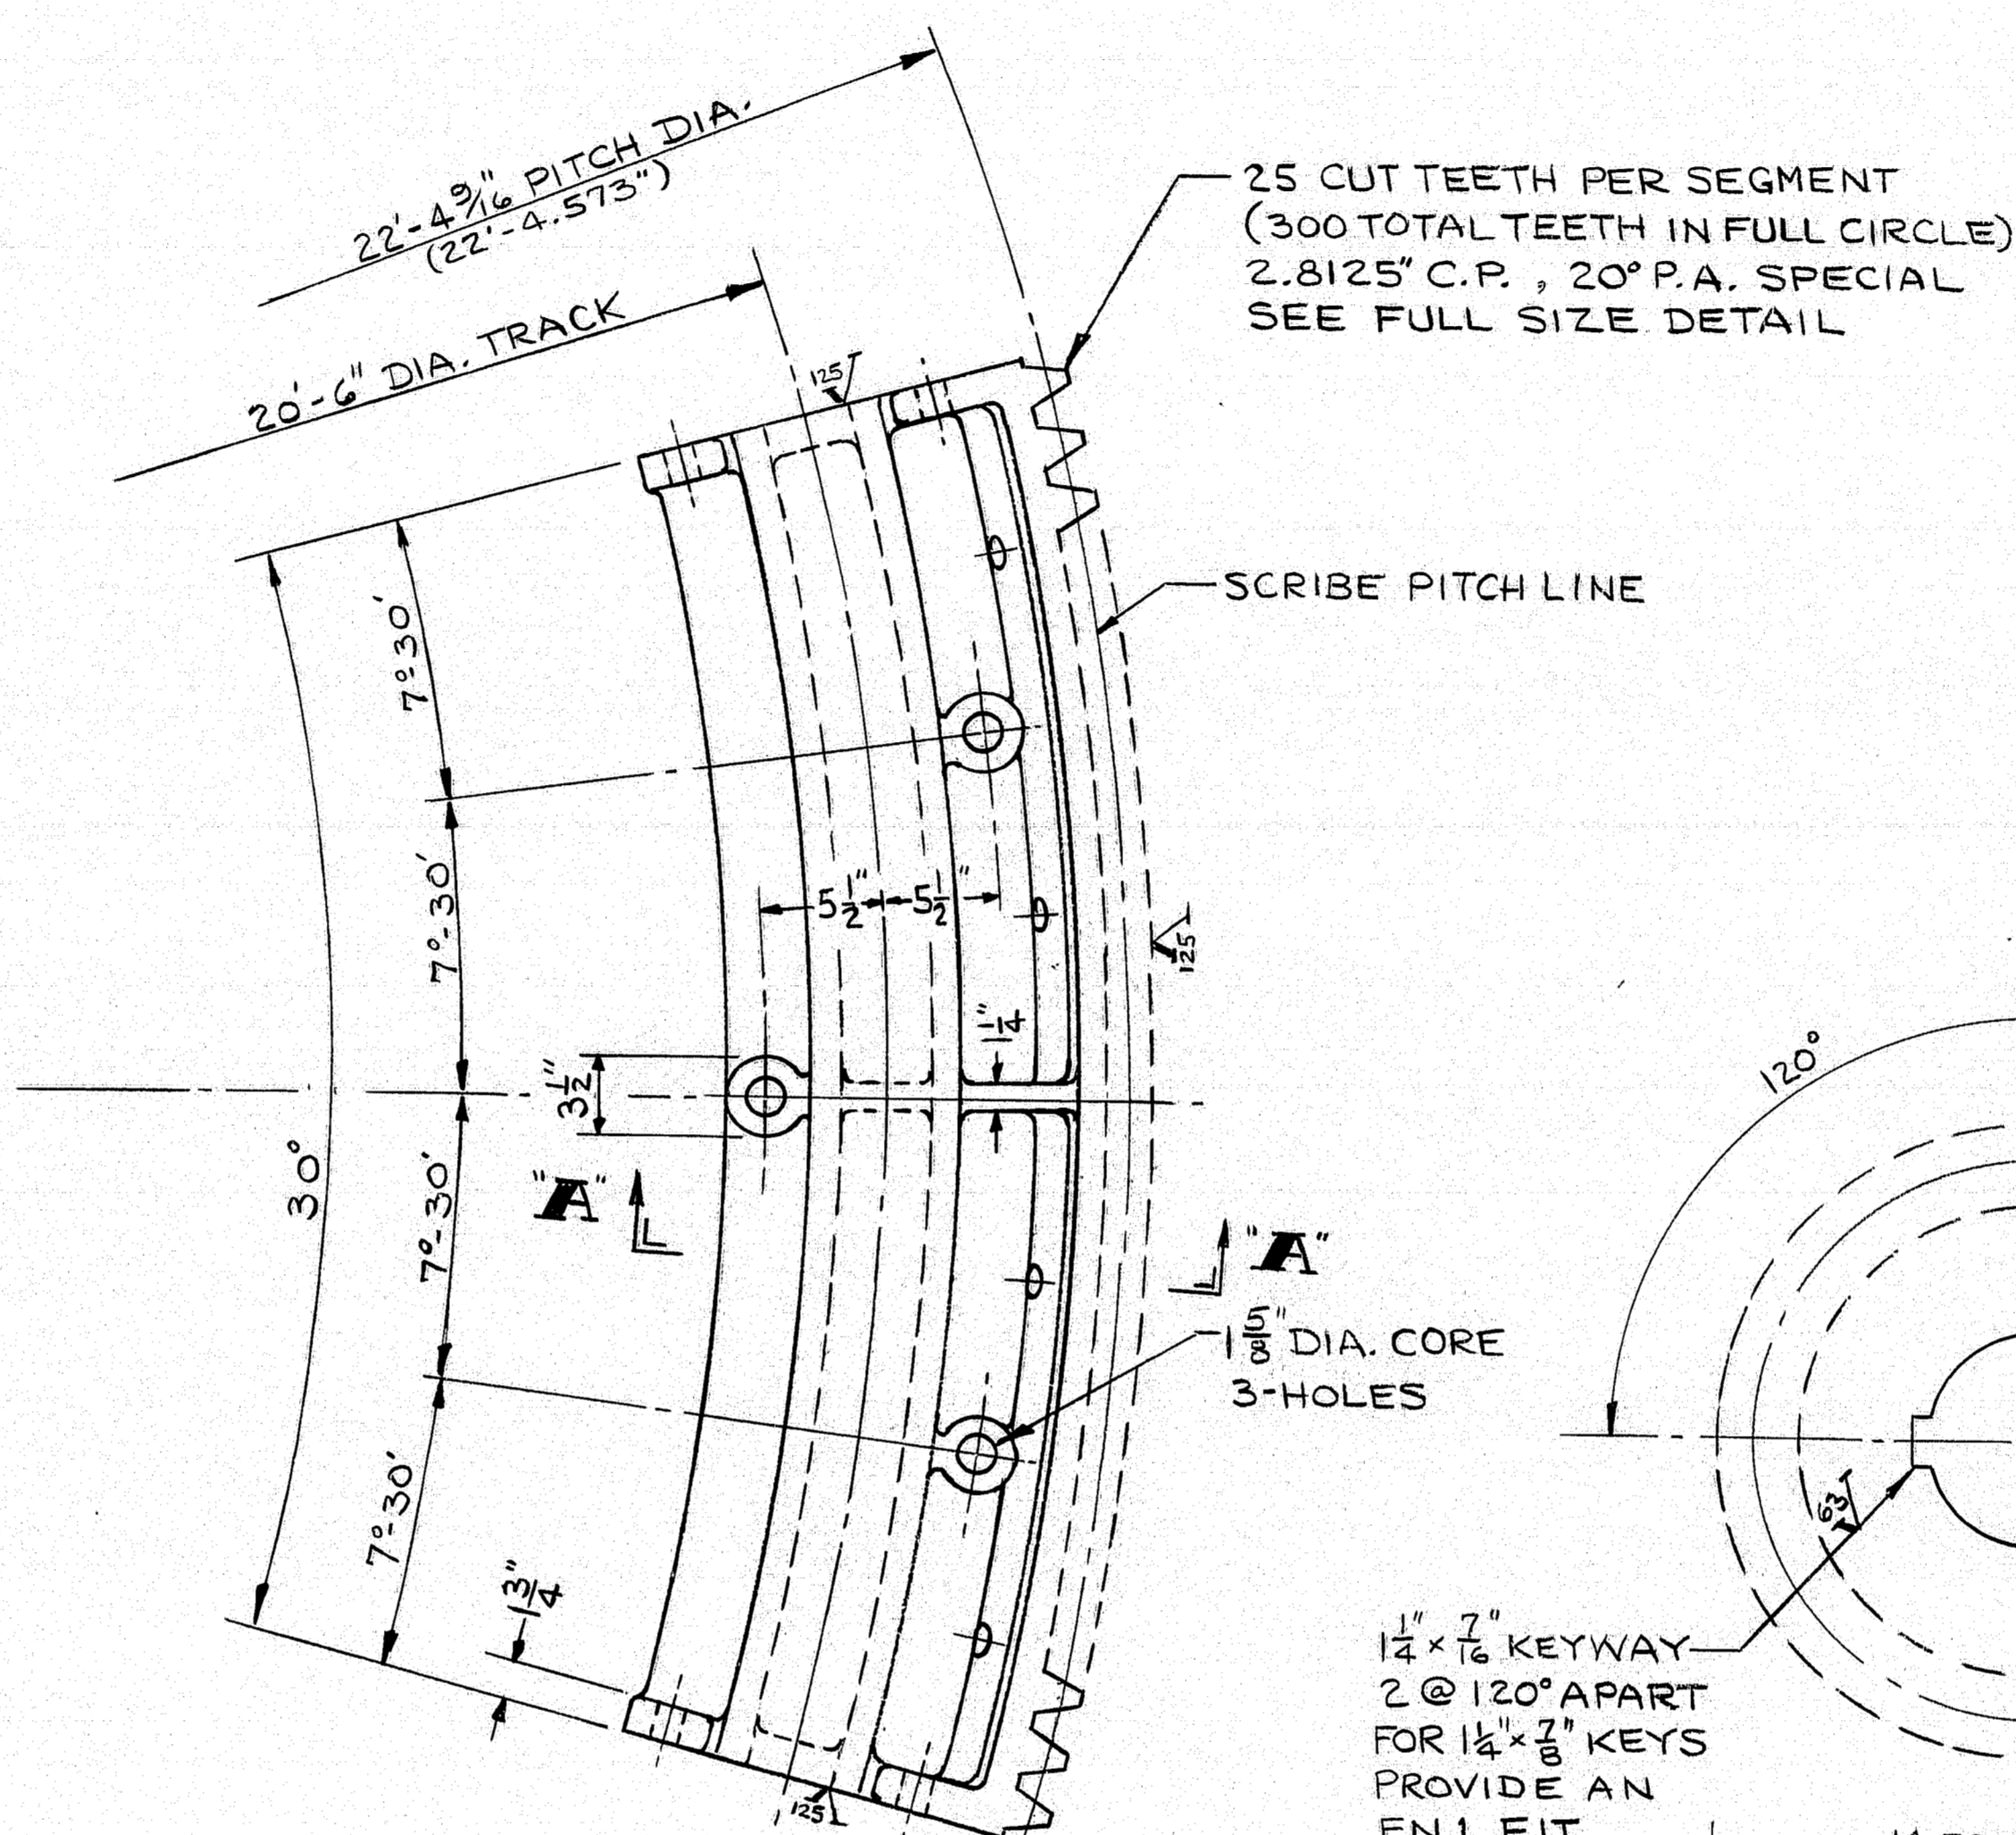 22'-4 9/16" PITCH DIA.
(22'-4.573")
20'-6" DIA. TRACK
25 CUT TEETH PER SEGMENT
(300 TOTAL TEETH IN FULL CIRCLE)
2.8125" C.P. , 20° P.A. SPECIAL
SEE FULL SIZE DETAIL
125
SCRIBE PITCH LINE
7°-30'
7°-30'
5 1/2" 5 1/2"
125
1 1/4"
3 1/2"
30°
7°-30'
"A"
"A"
1 5/8" DIA. CORE
3-HOLES
7°-30'
1 3/4"
125
120°
63
1 1/4" x 7/16" KEYWAY
2 @ 120° APART
FOR 1 1/4" x 7/8" KEYS
PROVIDE AN
FN1 FIT